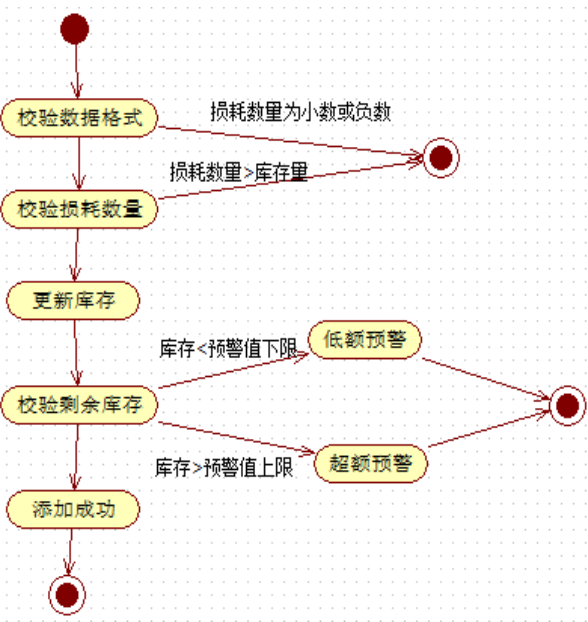 校验数据格式
损耗数量为小数或负数
损耗数量>库存量
校验损耗数量
更新库存
库存<预警值下限
低额预警
校验剩余库存
库存>预警值上限
超额预警
添加成功